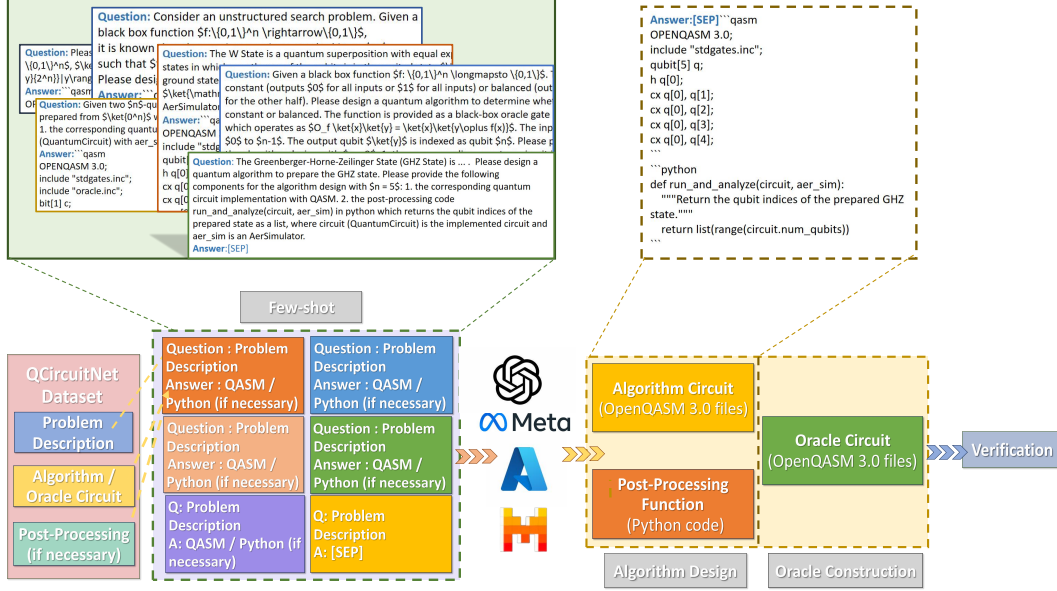 Question: Consider an unstructured search problem. Given a
black box function $f:\{0,1\}^n \rightarrow\{0,1\}$,
it is known
such that $
Please desi
Answer:```qasm
Question: Pleas
\{0,1\}^n$, $\k
y}{2^n}}|y\rang
Answer:```qasm
Question: The W State is a quantum superposition with equal ex
states in which
ground state
$\ket{\mathr
AerSimulator
Answer:```qa
OPENQASM
include "stdg
qubit[
h q[0]
cx q[0
cx q[0
Question: Given a black box function $f: \{0,1\}^n \longmapsto \{0,1\}$. T
constant (outputs $0$ for all inputs or $1$ for all inputs) or balanced (out
for the other half). Please design a quantum algorithm to determine whet
constant or balanced. The function is provided as a black-box oracle gate
which operates as $O_f \ket{x}\ket{y} = \ket{x}\ket{y\oplus f(x)}$. The inp
$0$ to $n-1$. The output qubit $\ket{y}$ is indexed as qubit $n$. Please p
Question: Given two $n$-qu
prepared from $\ket{0^n}$ w
1. the corresponding quantu
(QuantumCircuit) with aer_s
Answer:```qasm
OPENQASM 3.0;
include "stdgates.inc";
include "oracle.inc";
bit[1] c;
Question: The Greenberger-Horne-Zeilinger State (GHZ State) is ... . Please design a
quantum algorithm to prepare the GHZ state. Please provide the following
components for the algorithm design with $n = 5$: 1. the corresponding quantum
circuit implementation with QASM. 2. the post-processing code
run_and_analyze(circuit, aer_sim) in python which returns the qubit indices of the
prepared state as a list, where circuit (QuantumCircuit) is the implemented circuit and
aer_sim is an AerSimulator.
Answer:[SEP]
Answer:[SEP]```qasm
OPENQASM 3.0;
include "stdgates.inc";
qubit[5] q;
h q[0];
cx q[0], q[1];
cx q[0], q[2];
cx q[0], q[3];
cx q[0], q[4];
```
```python
def run_and_analyze(circuit, aer_sim):
"""Return the qubit indices of the prepared GHZ
state."""
return list(range(circuit.num_qubits))
```
Few-shot
QCircuitNet
Dataset
Problem
Description
Algorithm /
Oracle Circuit
Post-Processing
(if necessary)
Question : Problem
Description
Answer : QASM /
Python (if necessary)
Question : Problem
Description
Answer : QASM /
Python (if necessary)
Question : Problem
Description
Answer : QASM /
Python (if necessary)
Question : Problem
Description
Answer : QASM /
Python (if necessary)
Q: Problem
Description
A: QASM / Python (if
necessary)
Q: Problem
Description
A: [SEP]
Meta
Algorithm Circuit
(OpenQASM 3.0 files)
Post-Processing
Function
(Python code)
Oracle Circuit
(OpenQASM 3.0 files)
Verification
Algorithm Design
Oracle Construction